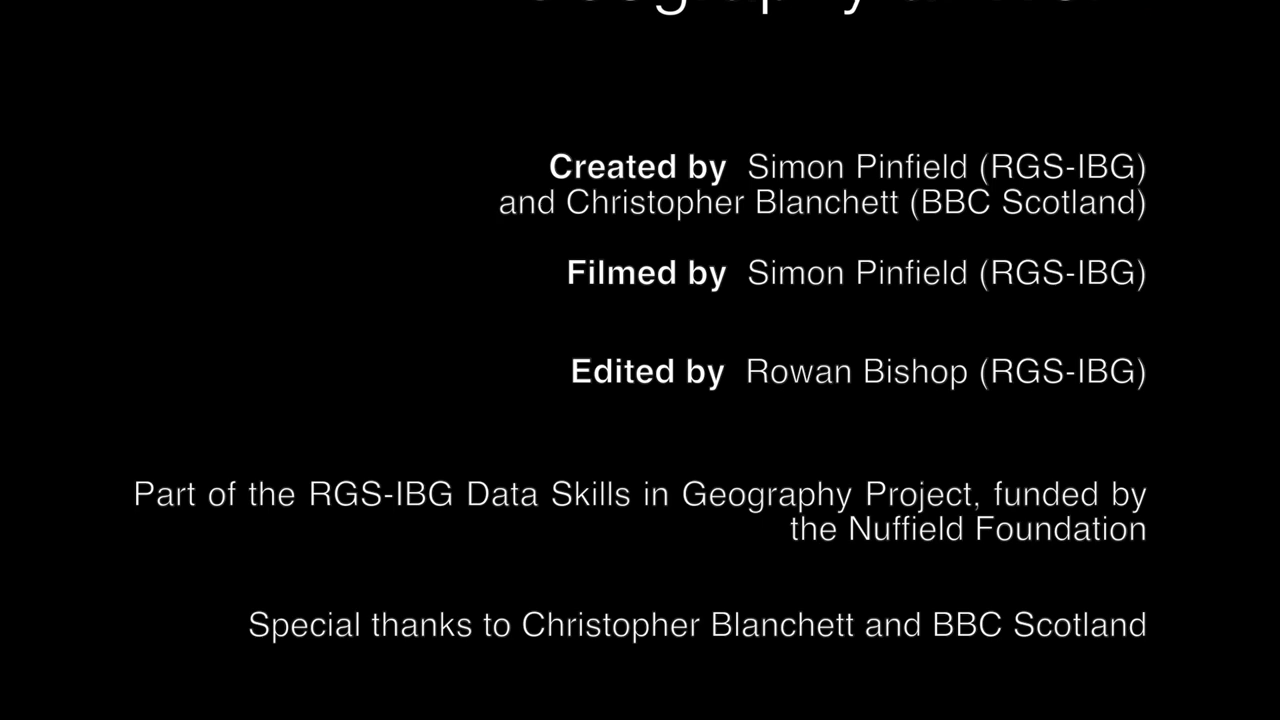 Created by Simon Pinfield (RGS-IBG)
and Christopher Blanchett (BBC Scotland)
Filmed by Simon Pinfield (RGS-IBG)
Edited by Rowan Bishop (RGS-IBG)
Part of the RGS-IBG Data Skills in Geography Project, funded by
the Nuffield Foundation
Special thanks to Christopher Blanchett and BBC Scotland